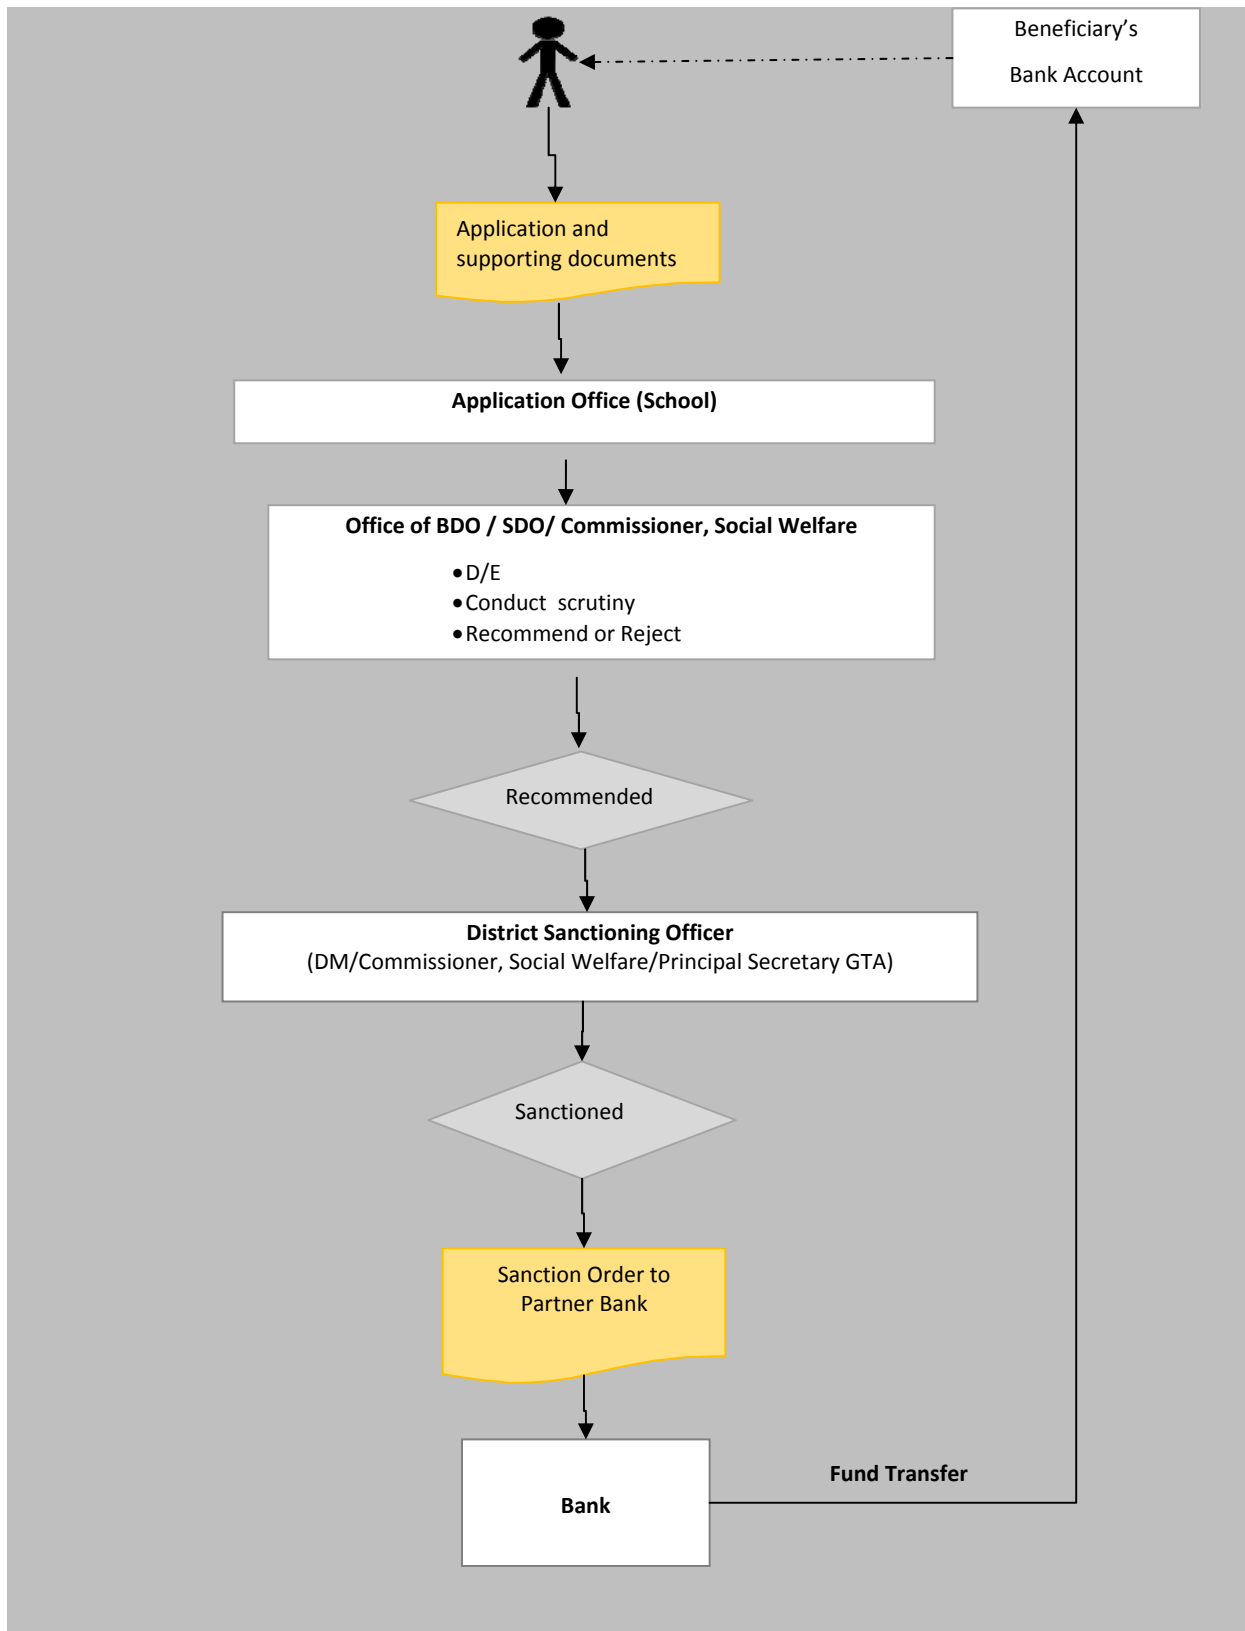 Beneficiary’s
Bank Account
Application and
supporting documents
Application Office (School)
Office of BDO / SDO/ Commissioner, Social Welfare
•D/E
•Conduct  scrutiny
•Recommend or Reject
Recommended
District Sanctioning Officer
(DM/Commissioner, Social Welfare/Principal Secretary GTA)
Sanctioned
Sanction Order to
Partner Bank
Fund Transfer
Bank